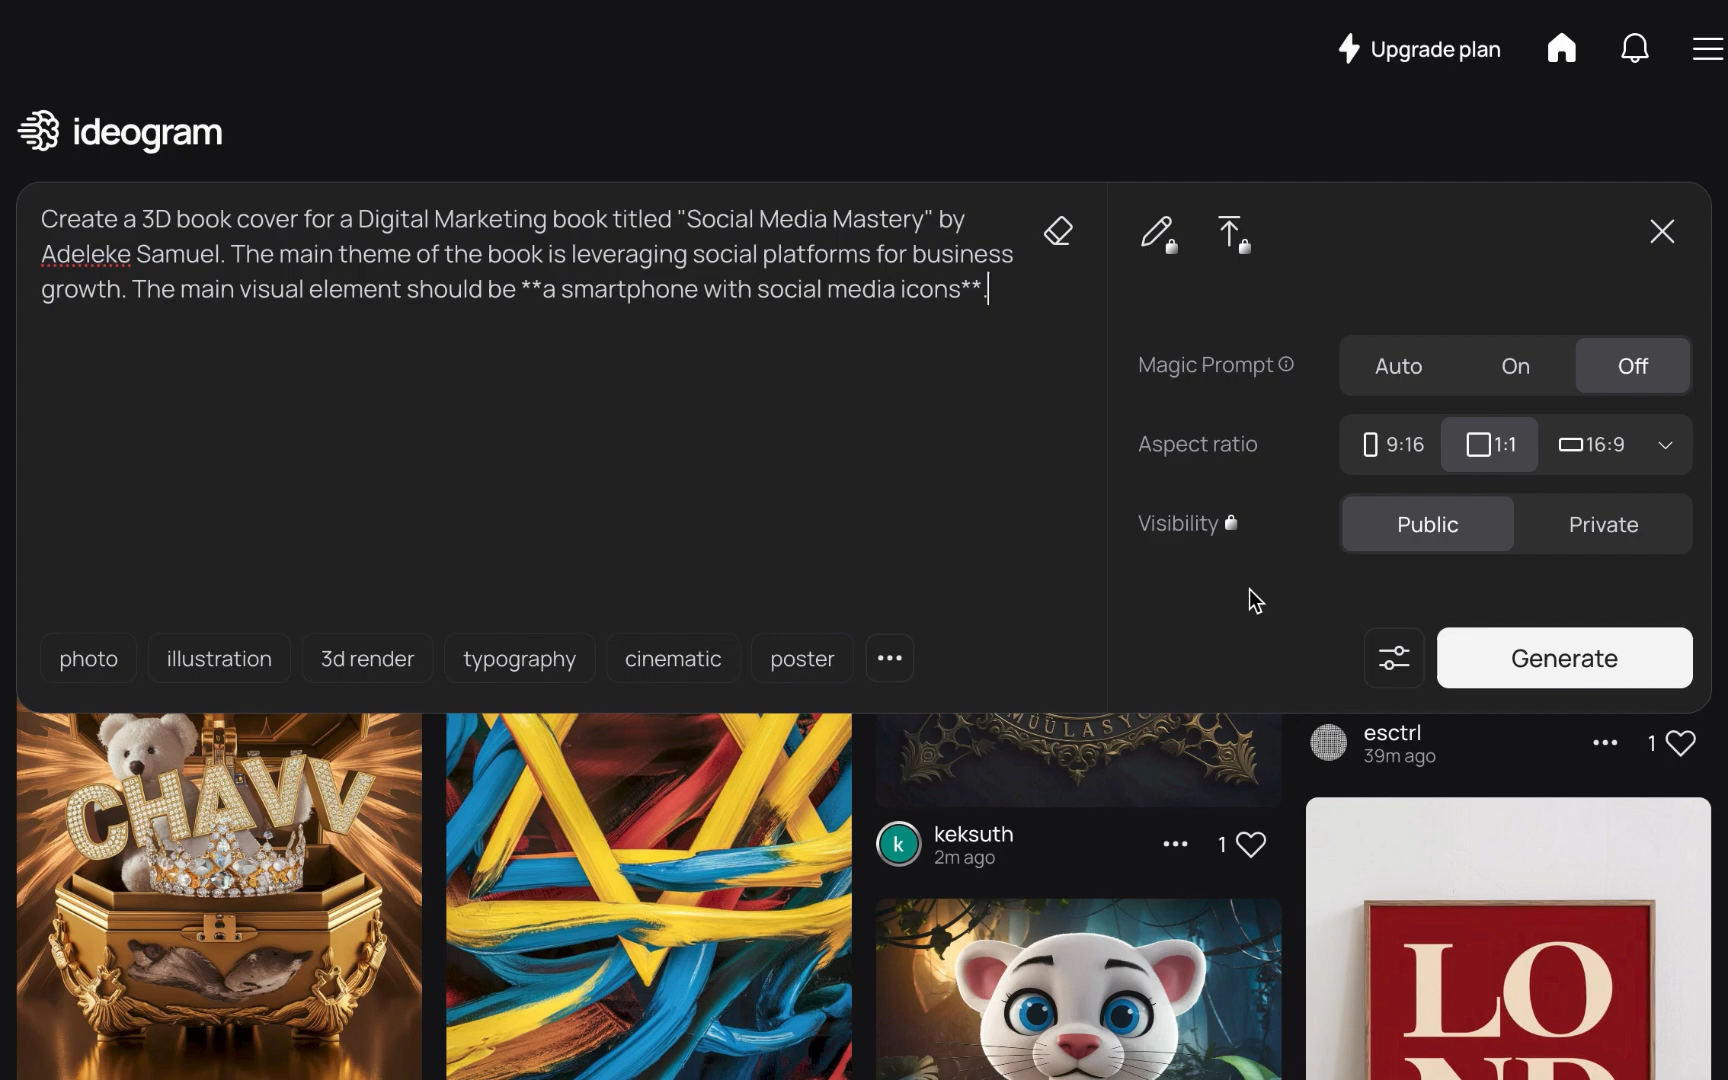 Upgrade plan
ideogram
Create a 3D book cover for a Digital Marketing book titled "Social Media Mastery" by
Adeleke Samuel. The main theme of the book is leveraging social platforms for business
growth. The main visual element should be **a smartphone with social media icons**.
Magic Prompt
Auto
On
Off
Aspect ratio
9:16
1:1
16:9
Visibility
Public
Private
photo
illustration
3d render
typography
cinematic
poster
Generate
CHAVV
MÜÜLASYO
esctrl
39m ago
1
k
keksuth
2m ago
1
LO
ND